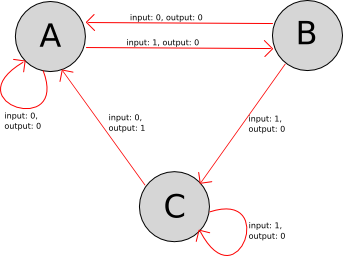 input: 0, output: 0
A
B
input: 1, output: 0
input: 0,
output: 0
input: 0,
output: 1
input: 1,
output: 0
C
input: 1,
output: 0